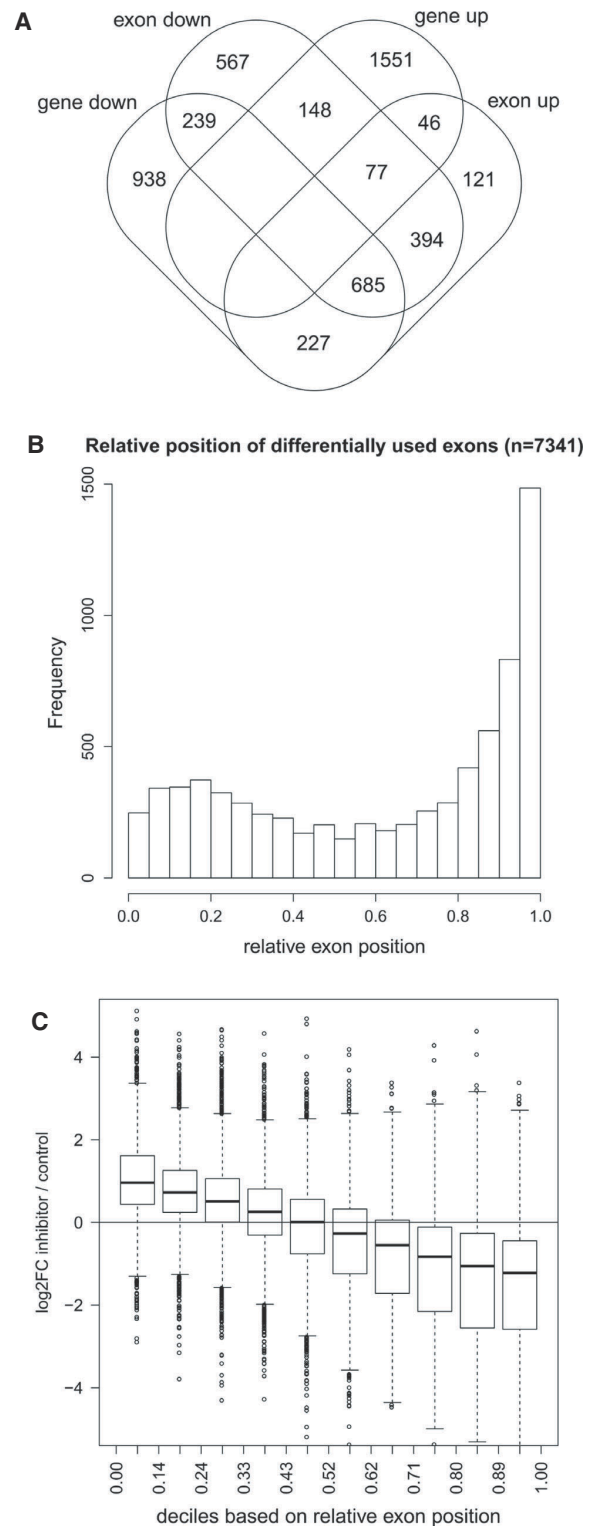 A
exon down
gene up
gene down
exon up
567
1551
239
148
46
938
77
121
394
685
227
B
Relative position of differentially used exons (n=7341)
Frequency
1500
1000
500
0
0.0 0.2 0.4 0.6 0.8 1.0
relative exon position
C
log2FC inhibitor / control
4
2
0
−2
−4
0.00 0.14 0.24 0.33 0.43 0.52 0.62 0.71 0.80 0.89 1.00
deciles based on relative exon position